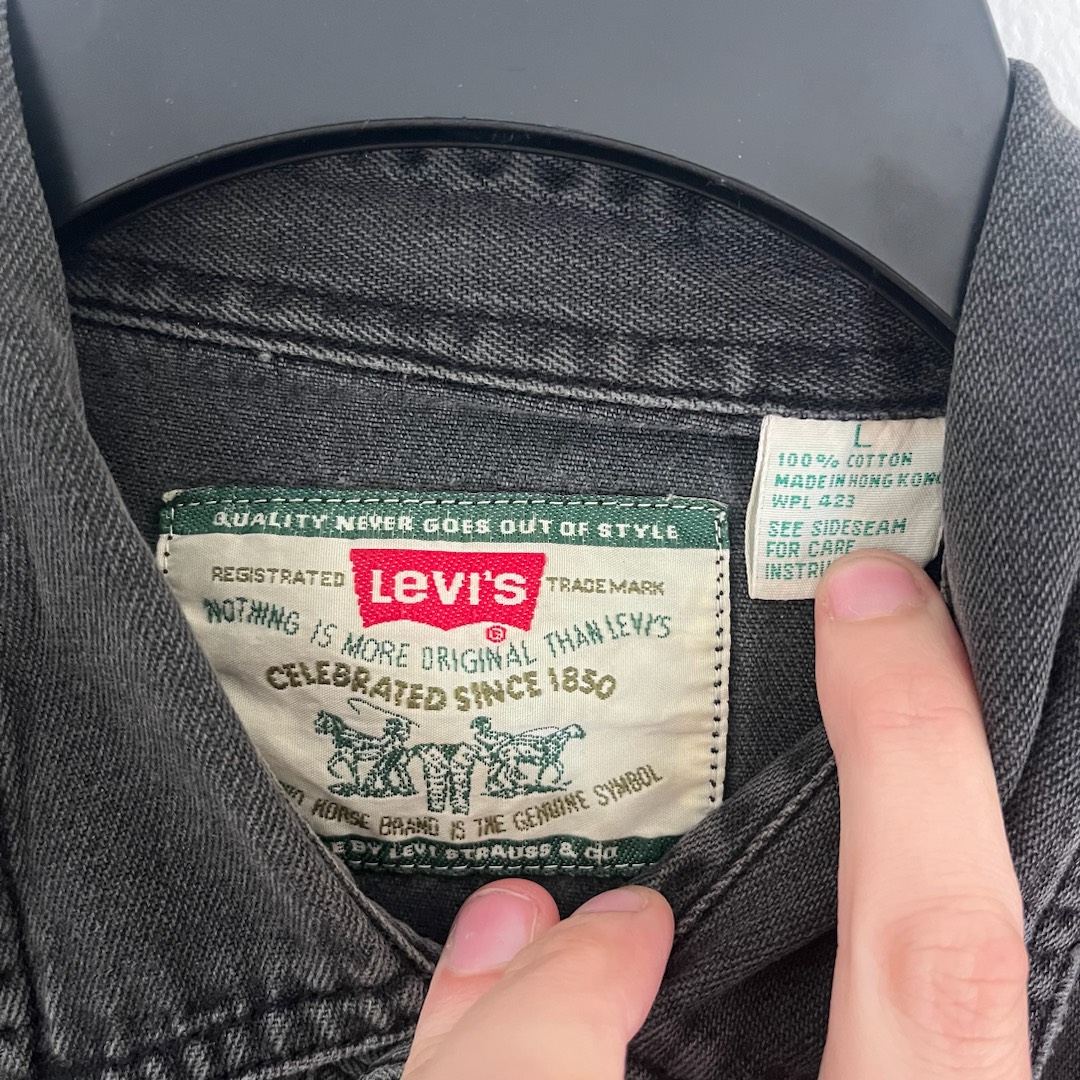 L
100% COTTON
MADE IN HONG KONG
WPL 423
SEE SIDESEAM
FOR CARE
QUALITY NEVER GOES OUT OF STYLE
REGISTRATED LEVI'S TRADEMARK
®
NOTHING IS MORE ORIGINAL THAN LEVI'S
CELEBRATED SINCE 1850
HORSE BRAND IS THE GENUINE SYMBOL
BY LEVI STRAUSS & CO